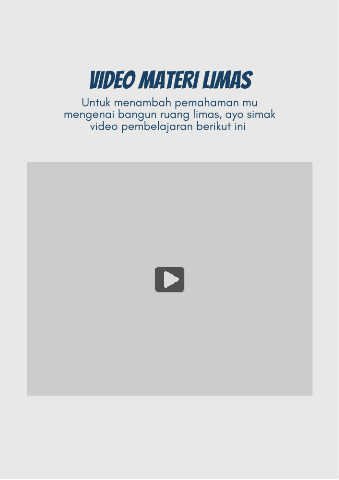 VIDEO MATERI LIMAS
Untuk menambah pemahaman mu
mengenai bangun ruang limas, ayo simak
video pembelajaran berikut ini